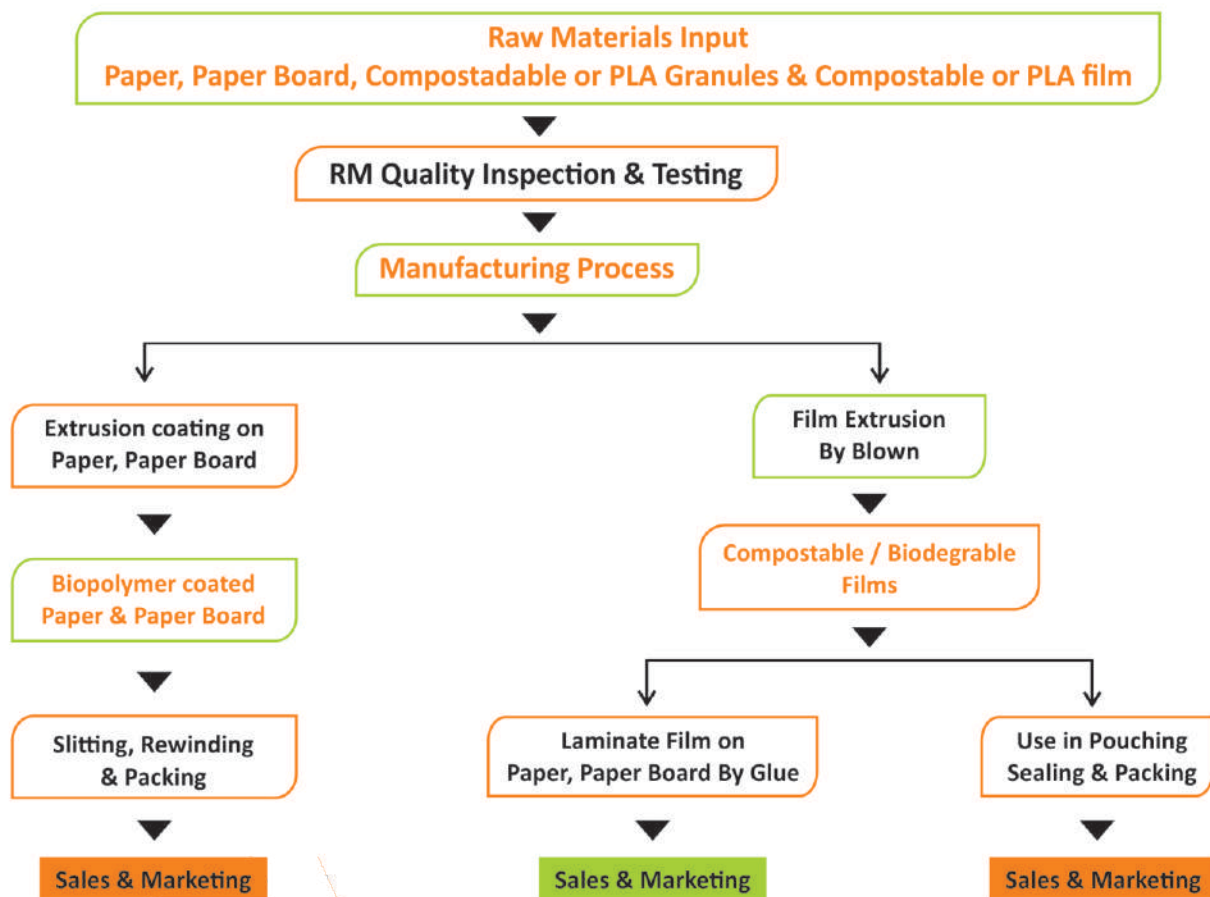 Raw Materials Input
Paper, Paper Board, Compostadable or PLA Granules & Compostable or PLA film
RM Quality Inspection & Testing
Manufacturing Process
Extrusion coating on
Paper, Paper Board
Film Extrusion
By Blown
Biopolymer coated
Paper & Paper Board
Compostable / Biodegrable
Films
Slitting, Rewinding
& Packing
Laminate Film on
Paper, Paper Board By Glue
Use in Pouching
Sealing & Packing
Sales & Marketing
Sales & Marketing
Sales & Marketing